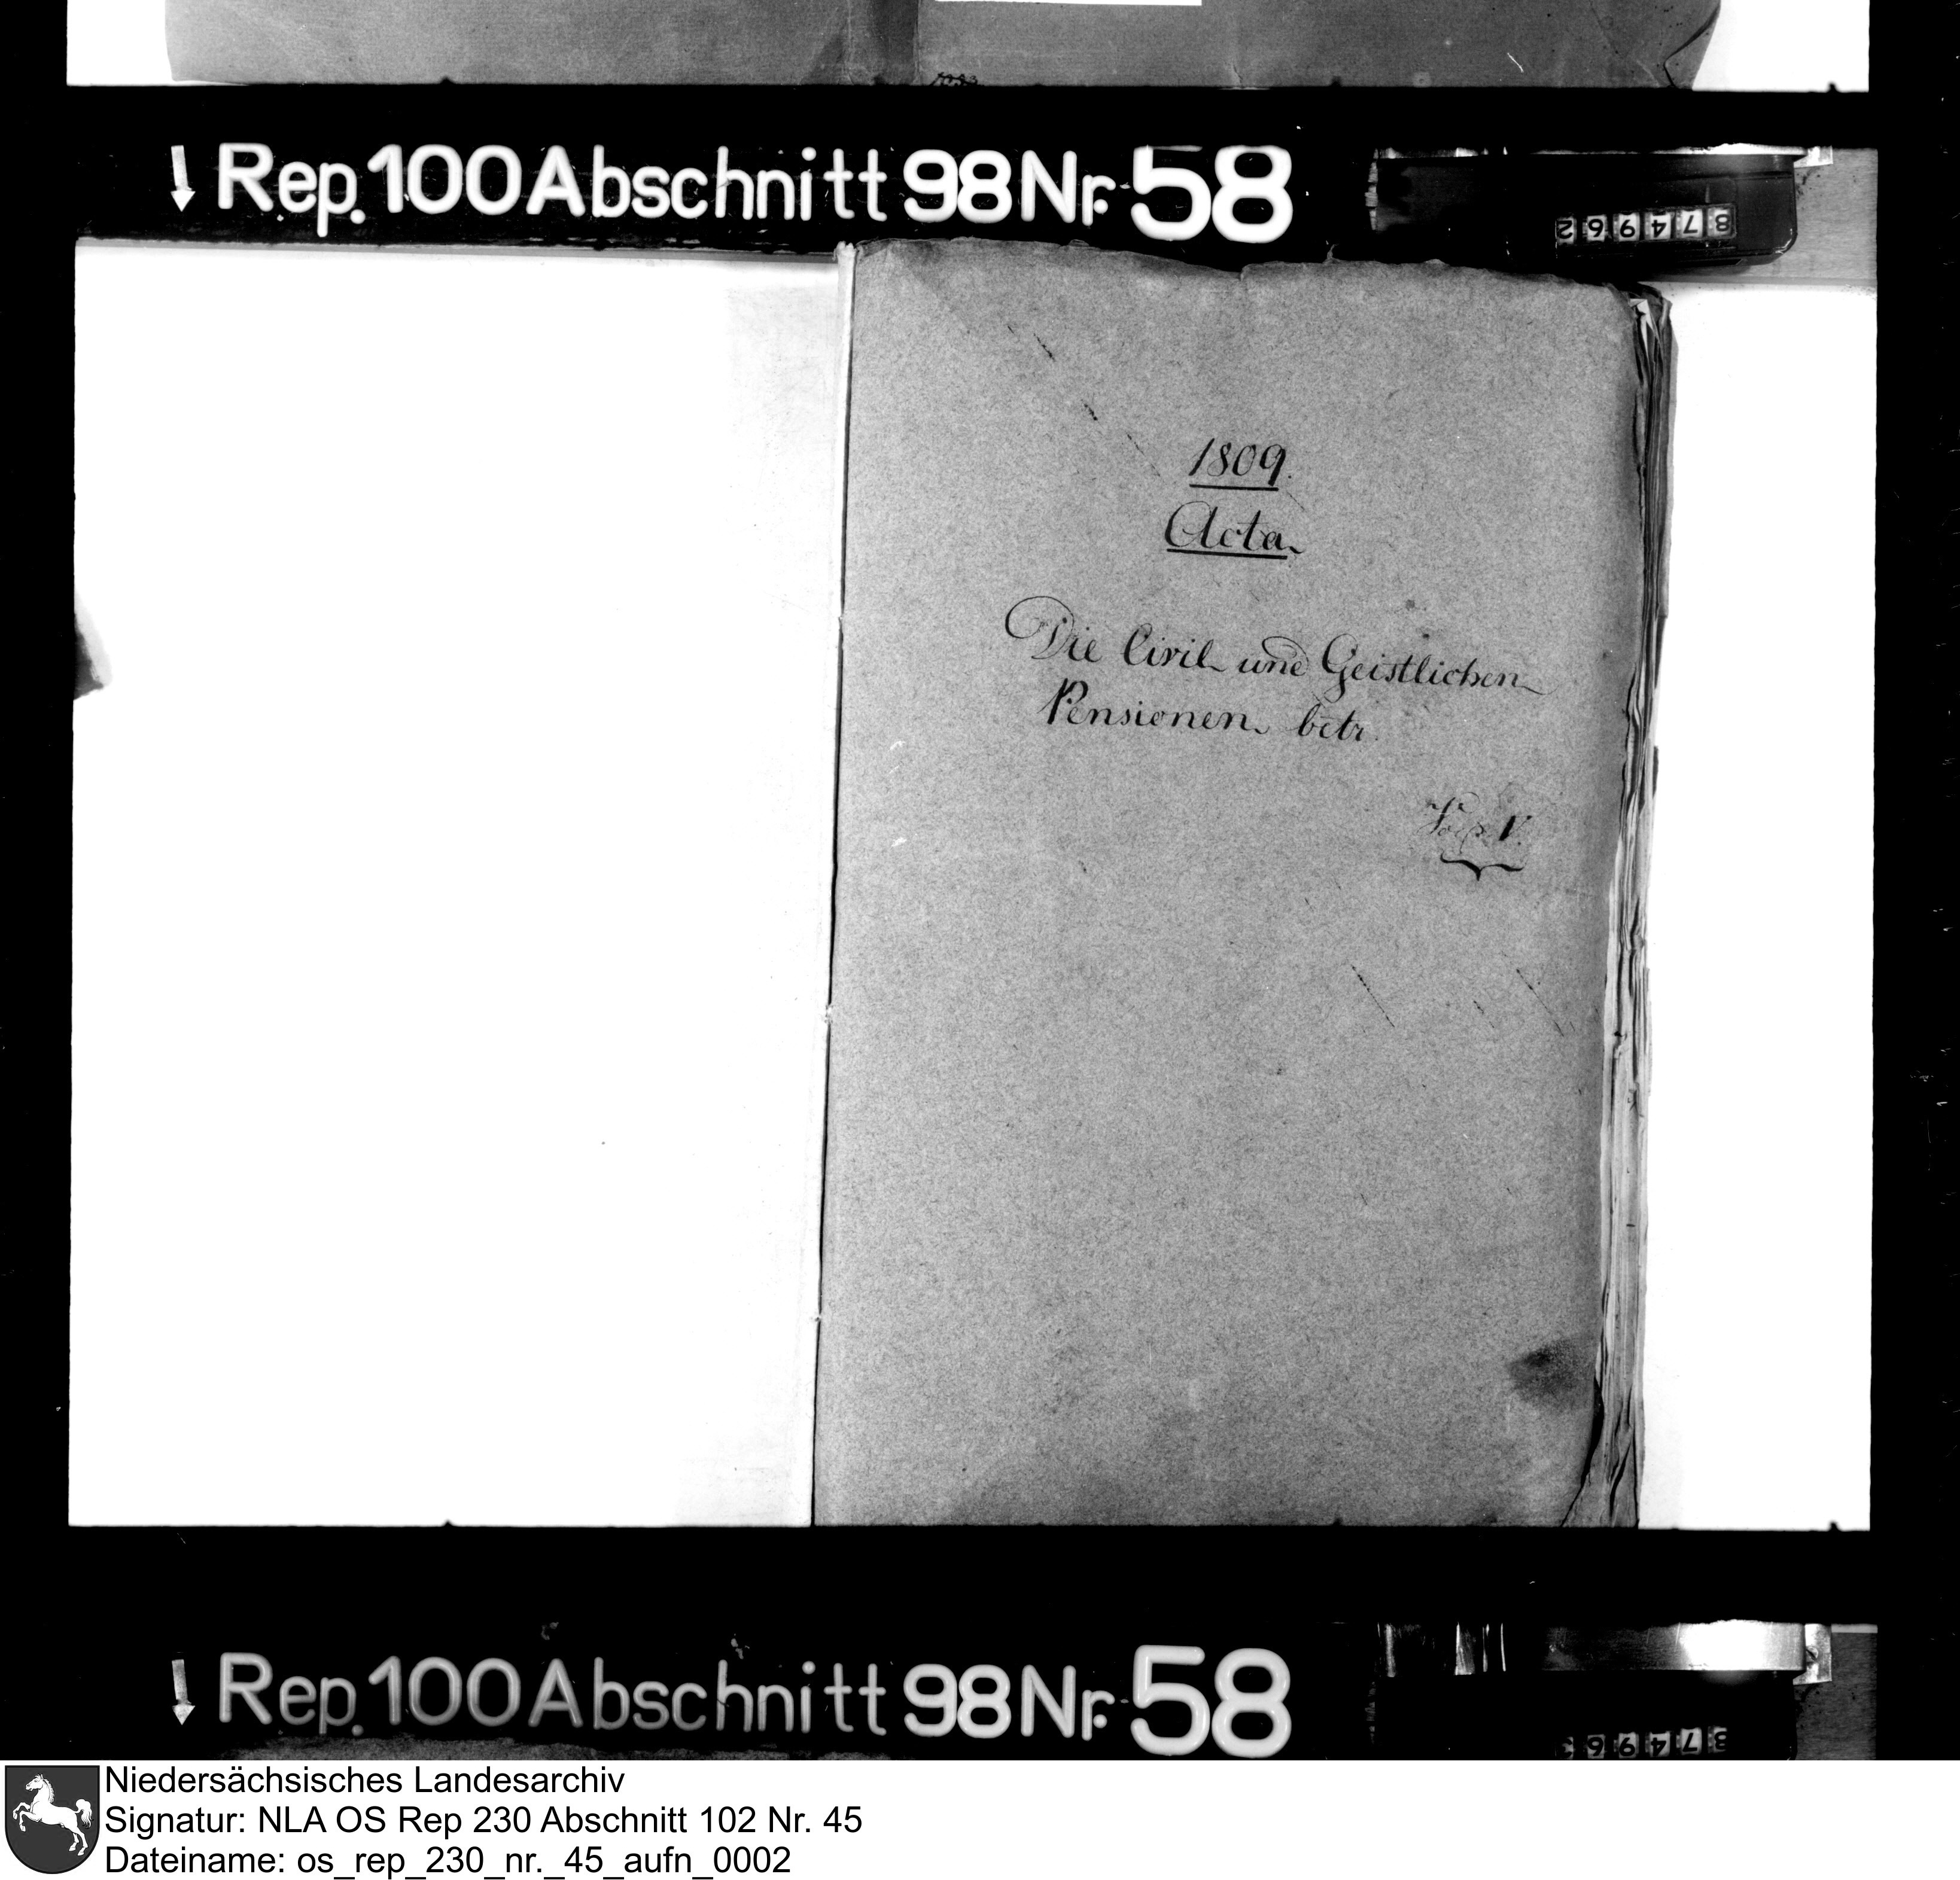 Rep. 100 Abschnitt 98 Nr. 58
874962
1809.
Acta
Die Civil und Geistlichen
Pensionen betr.
V.
Rep. 100 Abschnitt 98 Nr. 58
Niedersächsisches Landesarchiv
Signatur: NLA OS Rep 230 Abschnitt 102 Nr. 45
Dateiname: os_rep_230_nr._45_aufn_0002